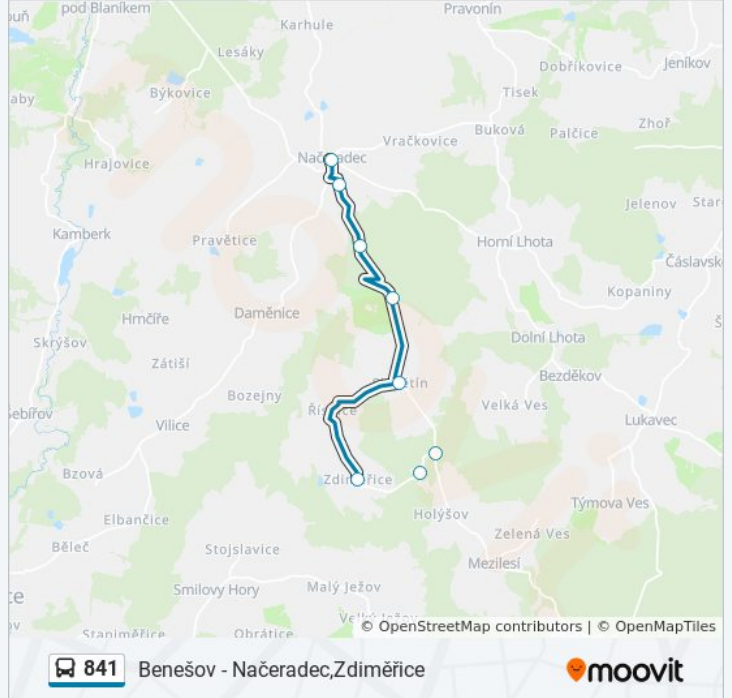 pod Blaníkem
Pravonín
Karhule
Lesáky
Dobříkovice
Jeníkov
Býkovice
Tisek
Buková
Palčice
Zhoř
Vračkovice
Načeradec
Hrajovice
Jelenov
Kamberk
Pravětice
Horní Lhota
Čáslavsk
Kopaniny
Daměnice
Hmčíře
Skrýšov
Dolní Lhota
Zátiší
Bezděkov
Bozejny
Velká Ves
Lukavec
Vilice
Bzová
Zdiměřice
Týmova Ves
Holýšov
Elbančice
Zelená Ves
Běleč
Stojslavice
Mezilesí
Smilovy Hory
Malý Ježov
© OpenStreetMap contributors | © OpenMapTiles
Staniměřice
Obrátice
841 Benešov - Načeradec,Zdiměřice
moovit